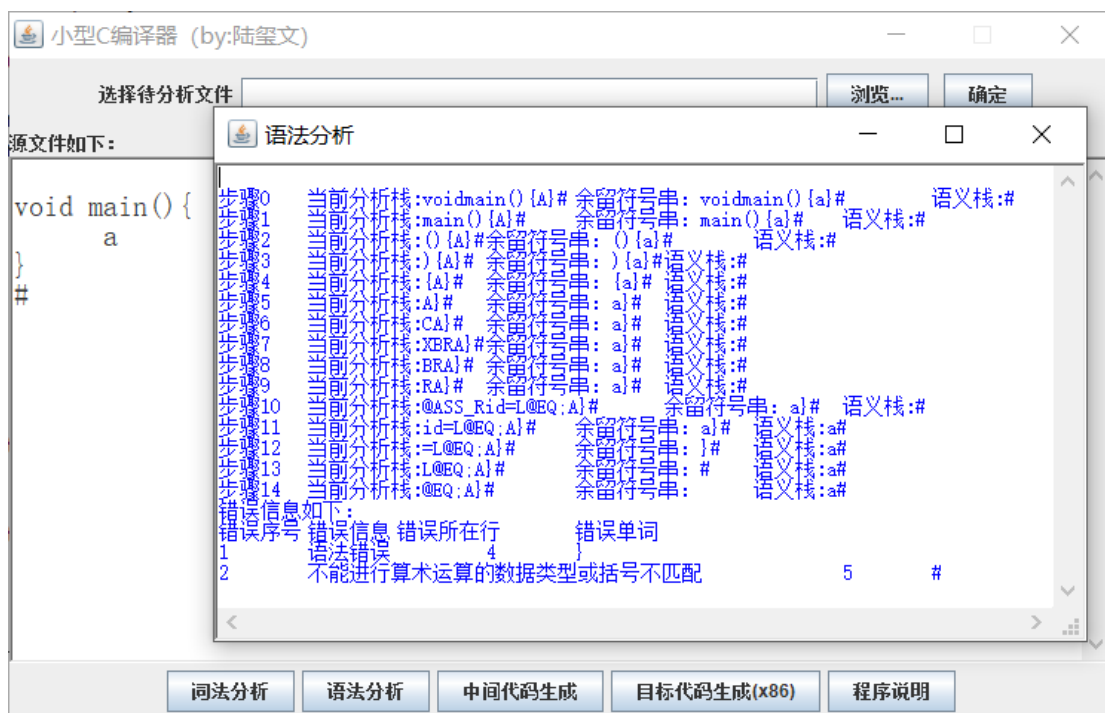 小型C编译器（by:陆玺文）
选择待分析文件 浏览... 确定
源文件如下：
void main(){
a
}
#
语法分析
步骤0 当前分析栈:voidmain(){A}# 余留符号串: voidmain(){a}# 语义栈:#
步骤1 当前分析栈:main(){A}# 余留符号串: main(){a}# 语义栈:#
步骤2 当前分析栈:(){A}#余留符号串: (){a}# 语义栈:#
步骤3 当前分析栈:){A}# 余留符号串: ){a}#语义栈:#
步骤4 当前分析栈:{A}# 余留符号串: {a}# 语义栈:#
步骤5 当前分析栈:A}# 余留符号串: a}# 语义栈:#
步骤6 当前分析栈:CA}# 余留符号串: a}# 语义栈:#
步骤7 当前分析栈:XBRA}#余留符号串: a}# 语义栈:#
步骤8 当前分析栈:BRA}# 余留符号串: a}# 语义栈:#
步骤9 当前分析栈:RA}# 余留符号串: a}# 语义栈:#
步骤10 当前分析栈:@ASS_Rid=L@EQ;A}# 余留符号串: a}# 语义栈:#
步骤11 当前分析栈:id=L@EQ;A}# 余留符号串: a}# 语义栈:a#
步骤12 当前分析栈:=L@EQ;A}# 余留符号串: }# 语义栈:a#
步骤13 当前分析栈:L@EQ;A}# 余留符号串: # 语义栈:a#
步骤14 当前分析栈:@EQ;A}# 余留符号串: 语义栈:a#
错误信息如下:
错误序号 错误信息 错误所在行 错误单词
1 语法错误 4 }
2 不能进行算术运算的数据类型或括号不匹配 5 #
词法分析 语法分析 中间代码生成 目标代码生成(x86) 程序说明